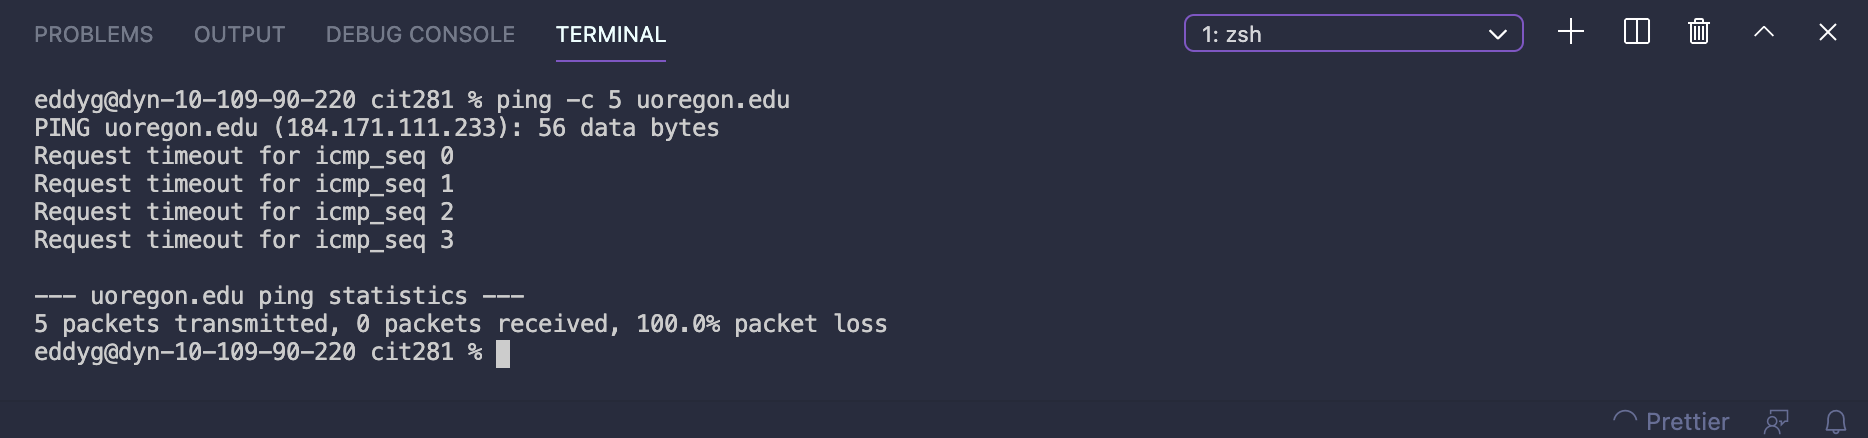 PROBLEMS OUTPUT DEBUG CONSOLE TERMINAL 1: zsh
eddyg@dyn-10-109-90-220 cit281 % ping -c 5 uoregon.edu
PING uoregon.edu (184.171.111.233): 56 data bytes
Request timeout for icmp_seq 0
Request timeout for icmp_seq 1
Request timeout for icmp_seq 2
Request timeout for icmp_seq 3
--- uoregon.edu ping statistics ---
5 packets transmitted, 0 packets received, 100.0% packet loss
eddyg@dyn-10-109-90-220 cit281 %
Prettier